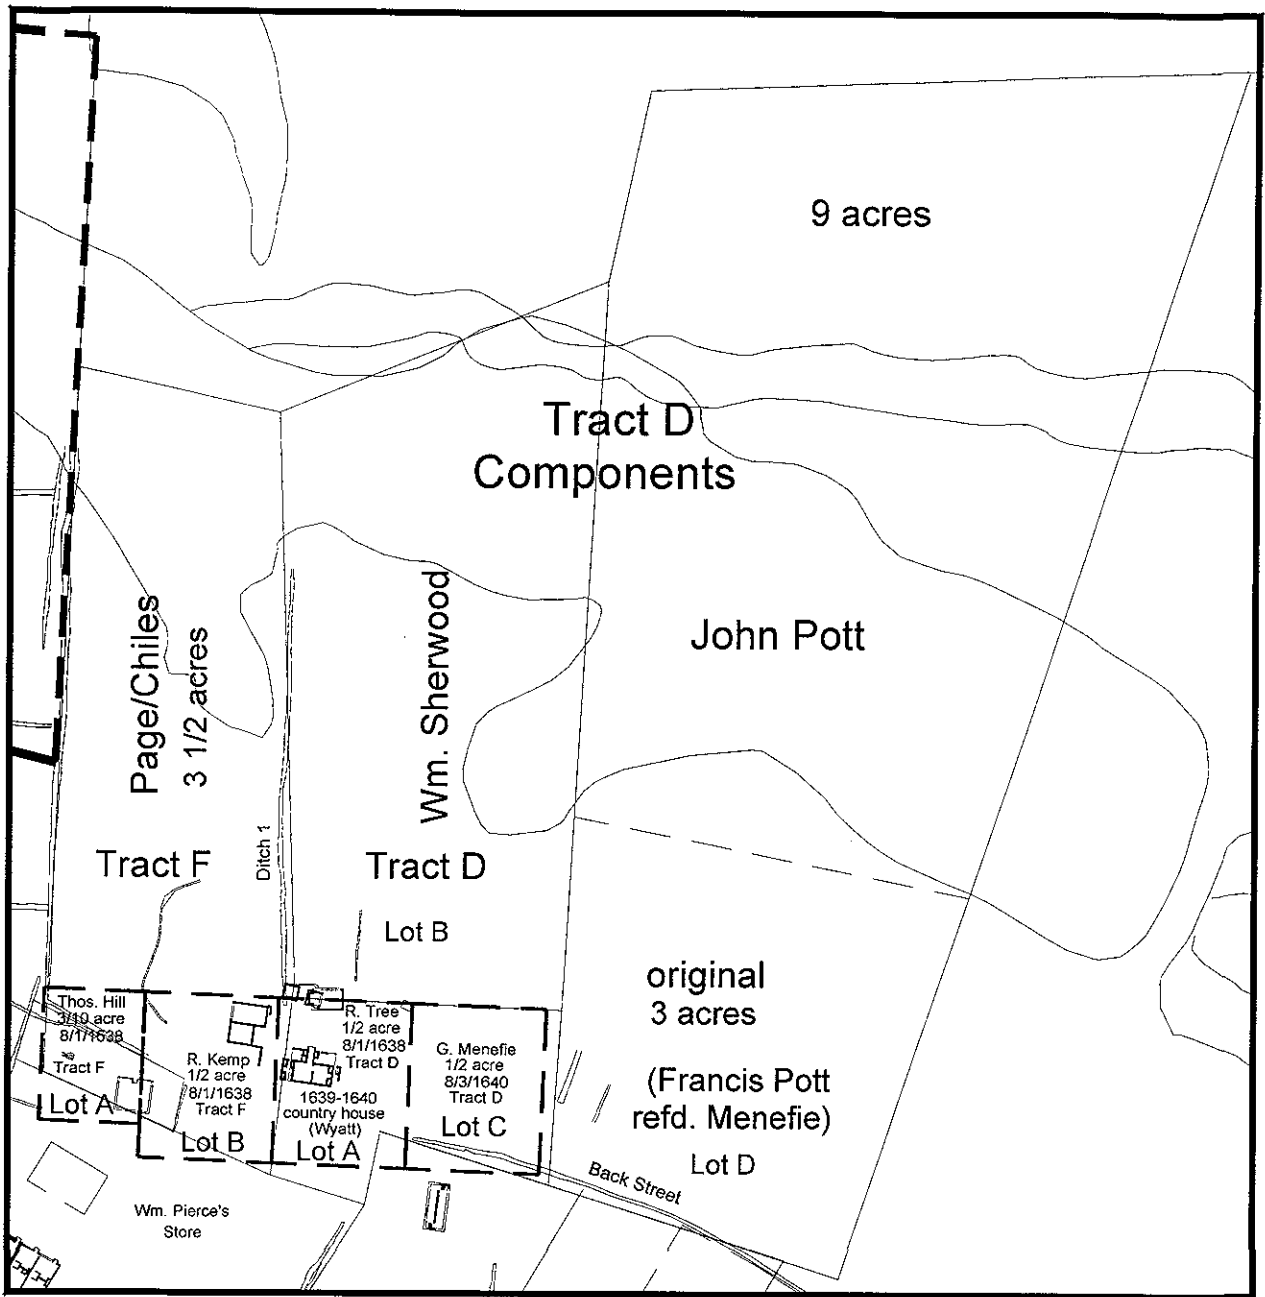 9 acres
Tract D
Components
Page/Chiles
3 1/2 acres
Wm. Sherwood
John Pott
Tract F
Ditch 1
Tract D
Lot B
original
3 acres
(Francis Pott
refd. Menefie)
Lot D
Thos. Hill
3/10 acre
8/1/1638
Tract F
Lot A
R. Kemp
1/2 acre
8/1/1638
Tract F
Lot B
R. Tree
1/2 acre
8/1/1638
Tract D
1639-1640
country house
(Wyatt)
Lot A
G. Menefie
1/2 acre
8/3/1640
Tract D
Lot C
Back Street
Wm. Pierce's
Store